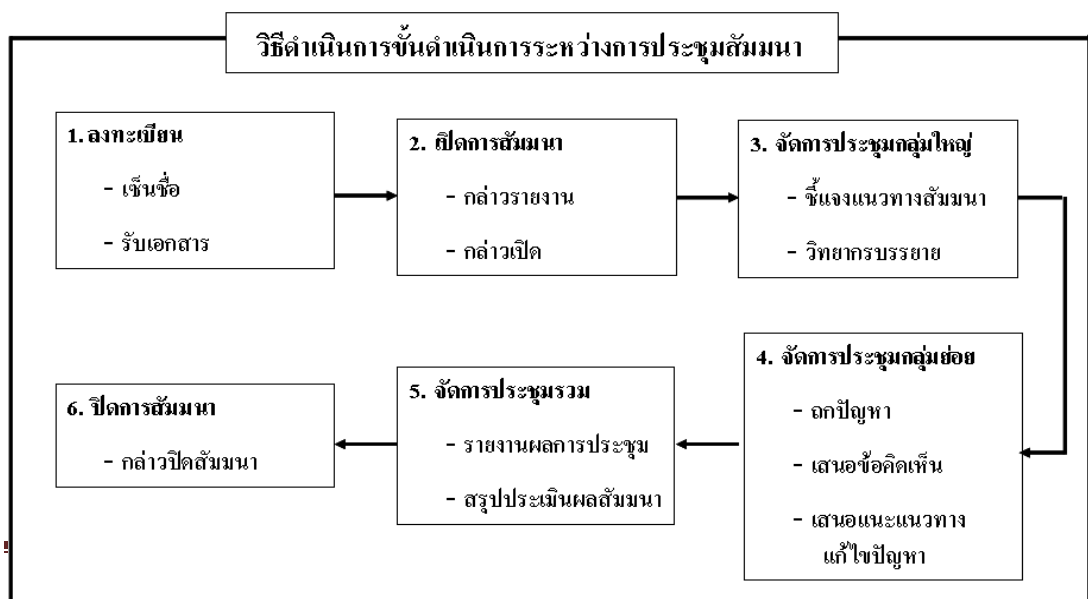 วิธีดำเนินการขั้นดำเนินการระหว่างการประชุมสัมมนา
1. ลงทะเบียน
- เซ็นชื่อ
- รับเอกสาร
2. เปิดการสัมมนา
- กล่าวรายงาน
- กล่าวเปิด
3. จัดการประชุมกลุ่มใหญ่
- ชี้แจงแนวทางสัมมนา
- วิทยากรบรรยาย
4. จัดการประชุมกลุ่มย่อย
- ถกปัญหา
- เสนอข้อคิดเห็น
- เสนอแนะแนวทาง
แก้ไขปัญหา
5. จัดการประชุมรวม
- รายงานผลการประชุม
- สรุปประเมินผลสัมมนา
6. ปิดการสัมมนา
- กล่าวปิดสัมมนา